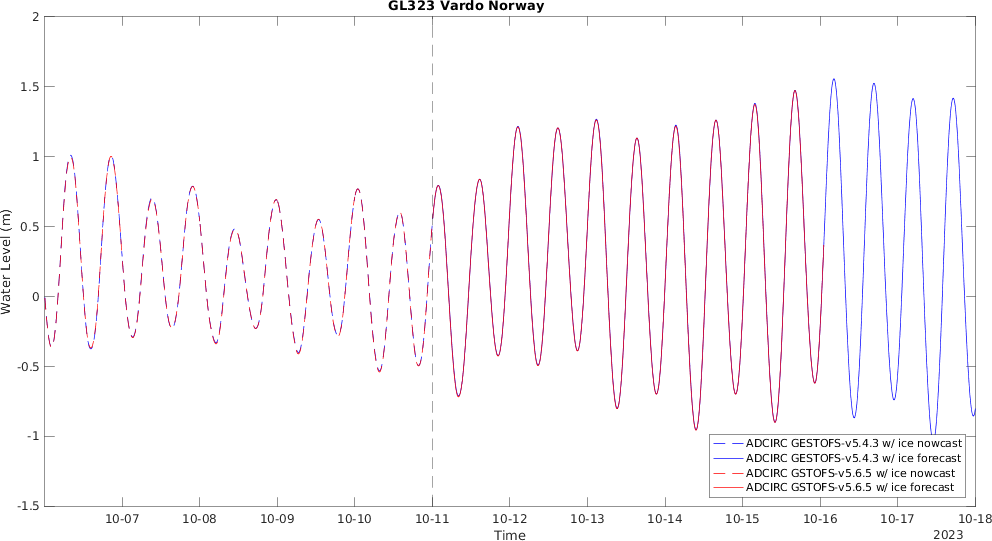 GL323 Vardo Norway
2
1.5
1
0.5
0
-0.5
-1
-1.5
Water Level (m)
ADCIRC GESTOFS-v5.4.3 w/ ice nowcast
ADCIRC GESTOFS-v5.4.3 w/ ice forecast
ADCIRC GSTOFS-v5.6.5 w/ ice nowcast
ADCIRC GSTOFS-v5.6.5 w/ ice forecast
10-07 10-08 10-09 10-10 10-11 10-12 10-13 10-14 10-15 10-16 10-17 10-18
Time
2023